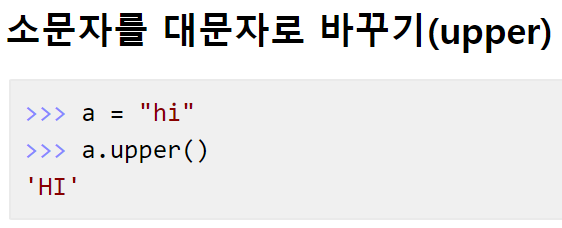 소문자를 대문자로 바꾸기(upper)
>>> a = "hi"
>>> a.upper()
'HI'